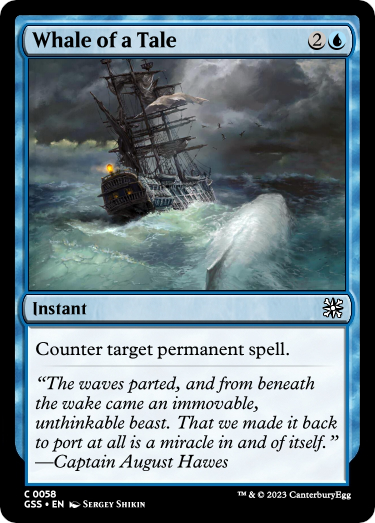 Whale of a Tale 2
Instant
Counter target permanent spell.
“The waves parted, and from beneath
the wake came an immovable,
unthinkable beast. That we made it back
to port at all is a miracle in and of itself.”
—Captain August Hawes
C 0058
GSS • EN Sergey Shikin
™ & © 2023 CanterburyEgg